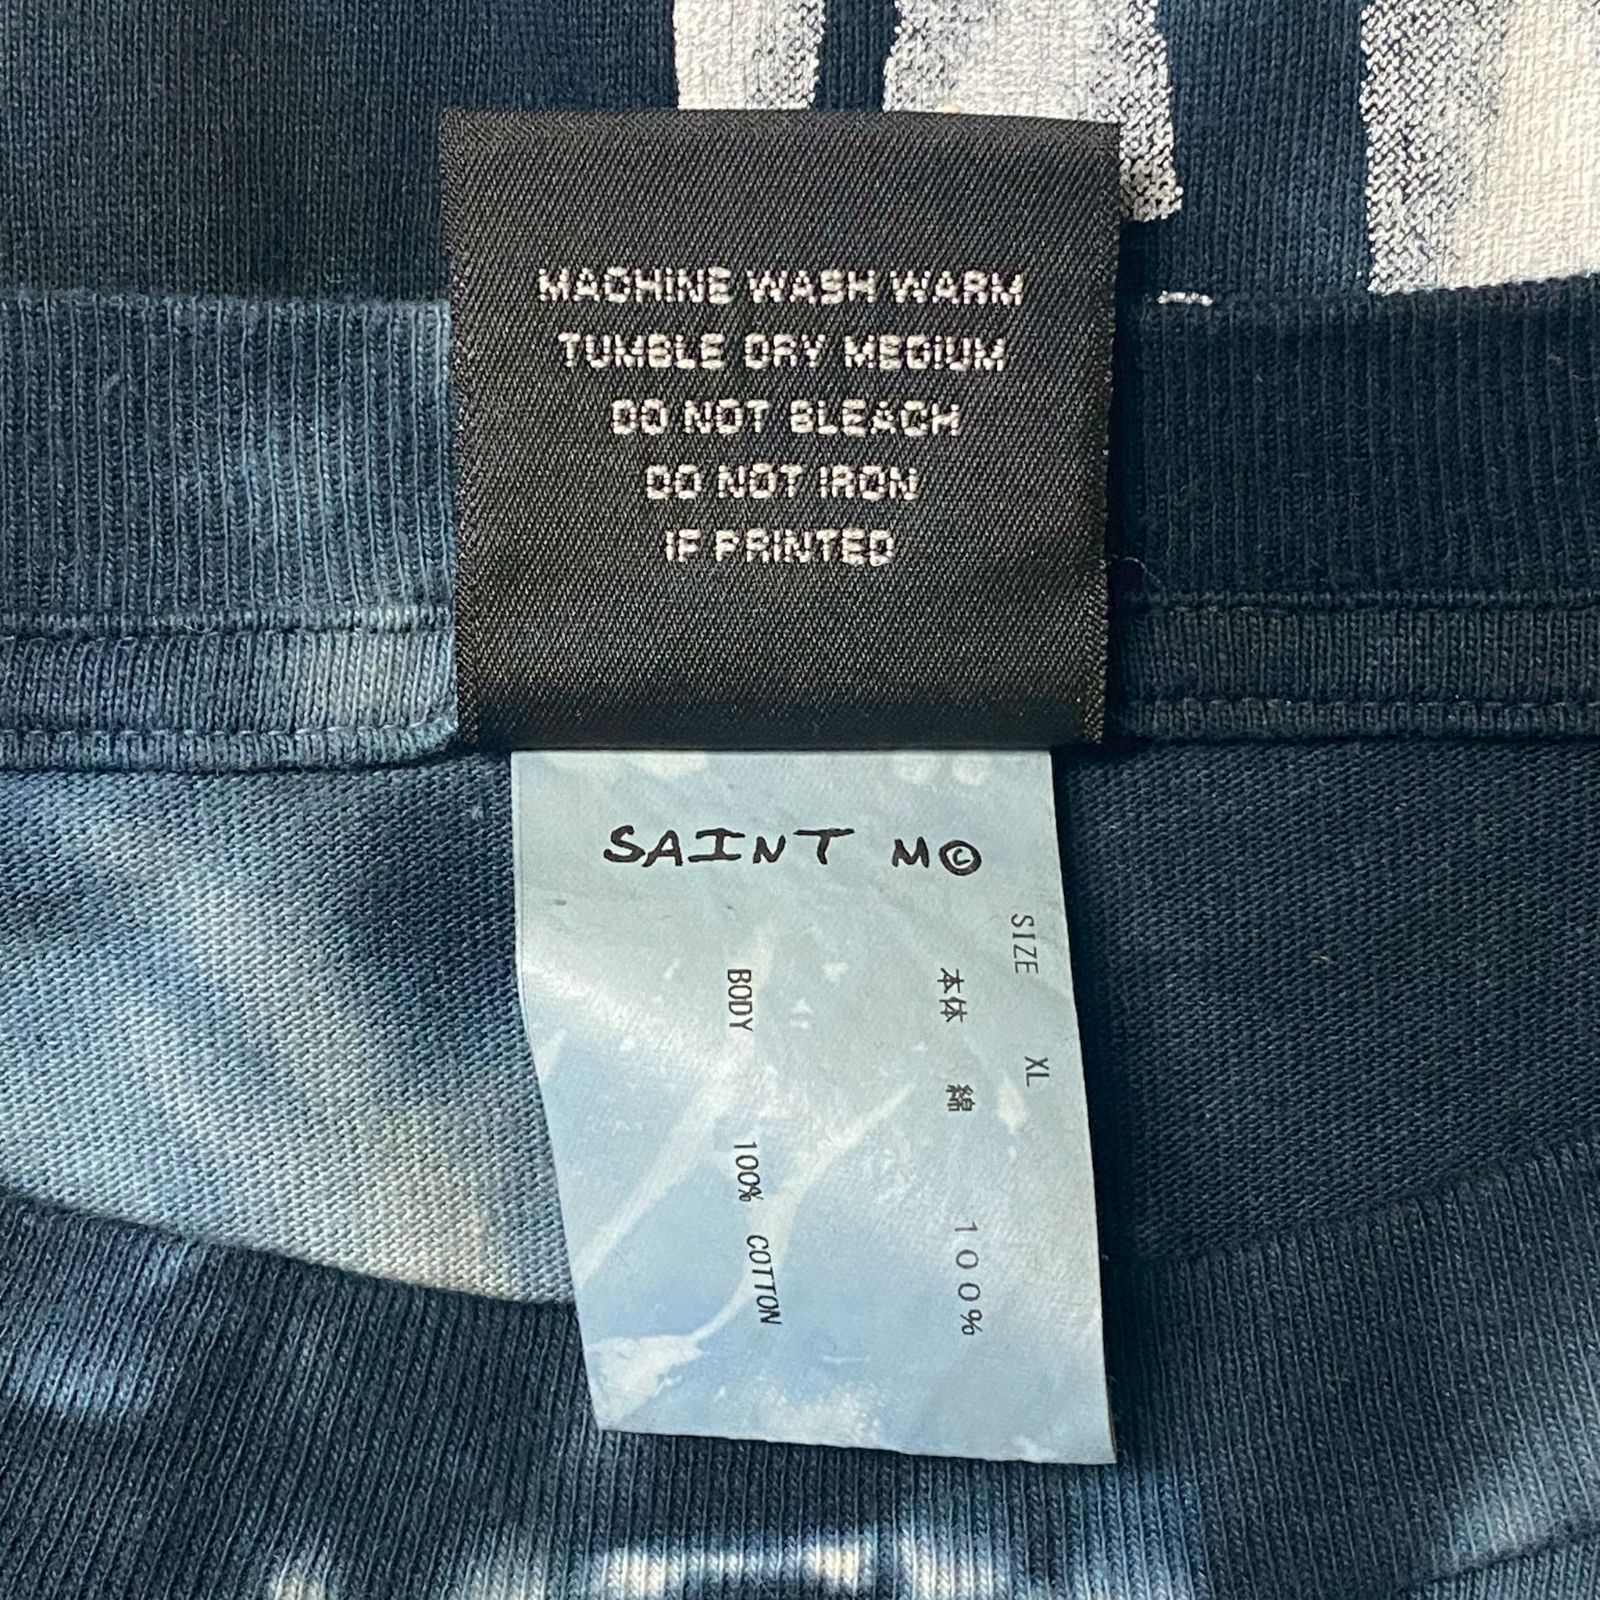 MACHINE WASH WARM
TUMBLE DRY MEDIUM
DO NOT BLEACH
DO NOT IRON
IF PRINTED
SAINT M©
SIZE XL
本体 綿 100%
BODY 100% COTTON